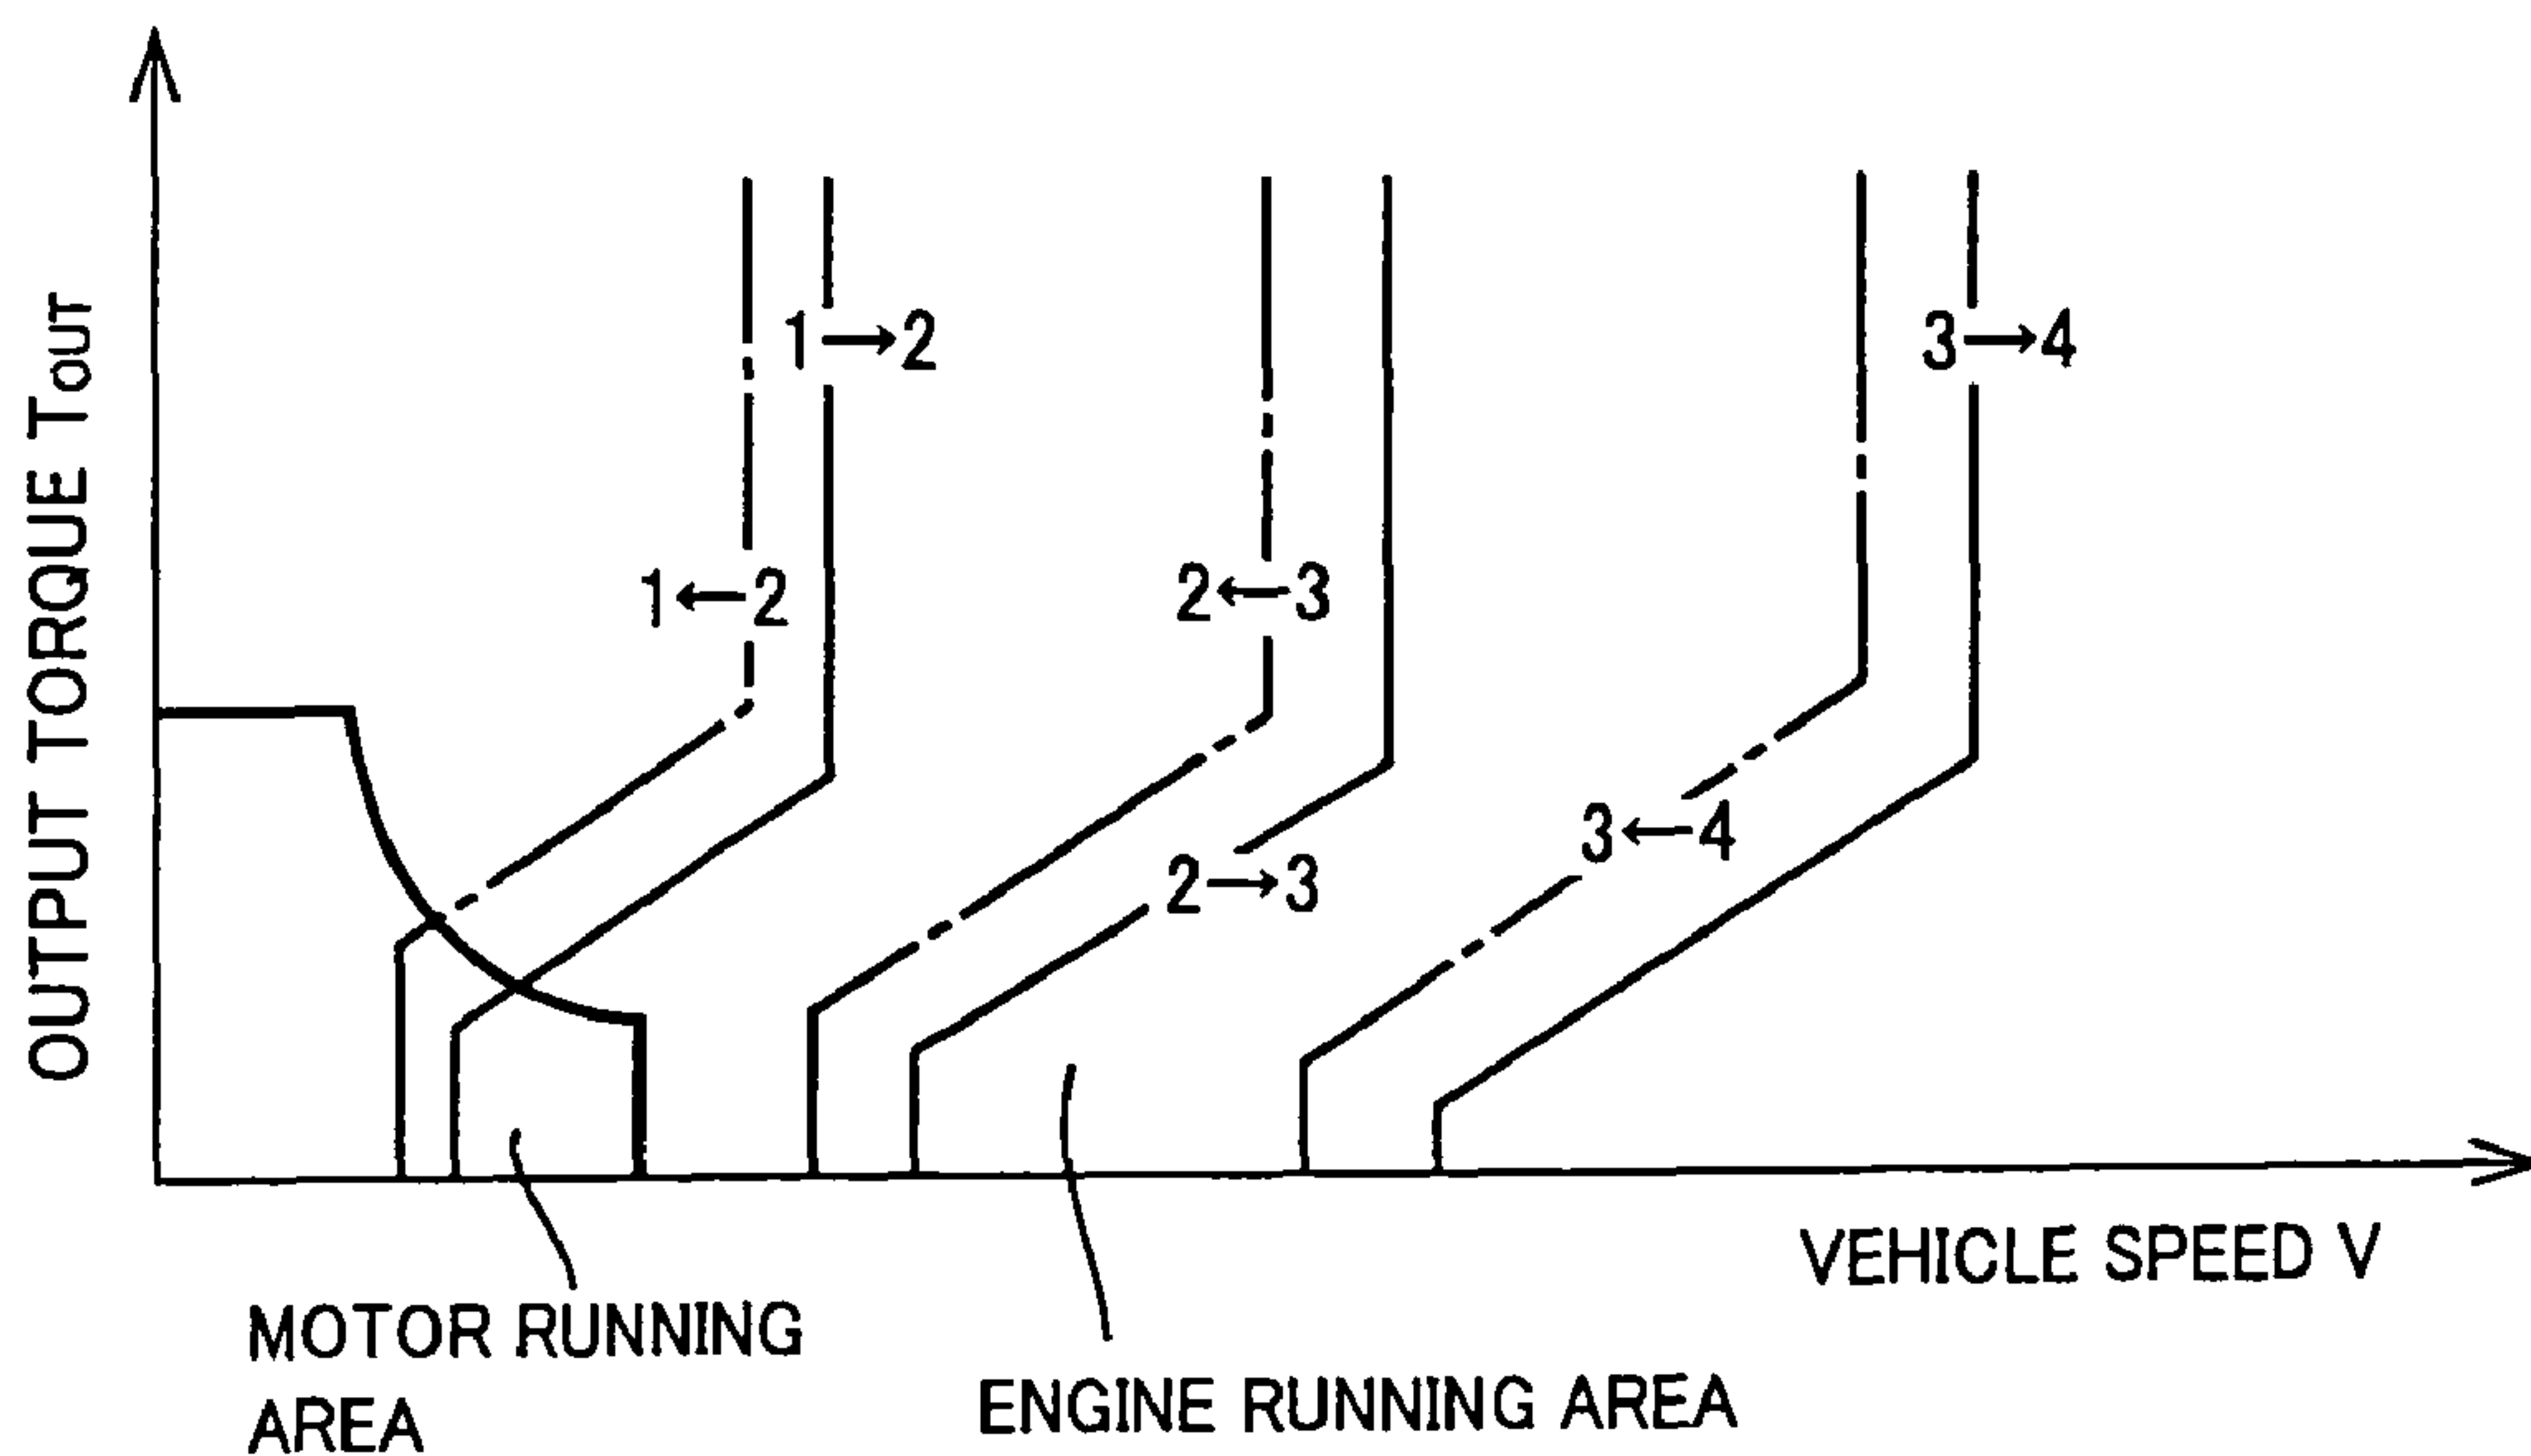 OUTPUT TORQUE TOUT
1→2
3→4
1←2
2←3
3←4
2→3
VEHICLE SPEED V
MOTOR RUNNING
AREA
ENGINE RUNNING AREA